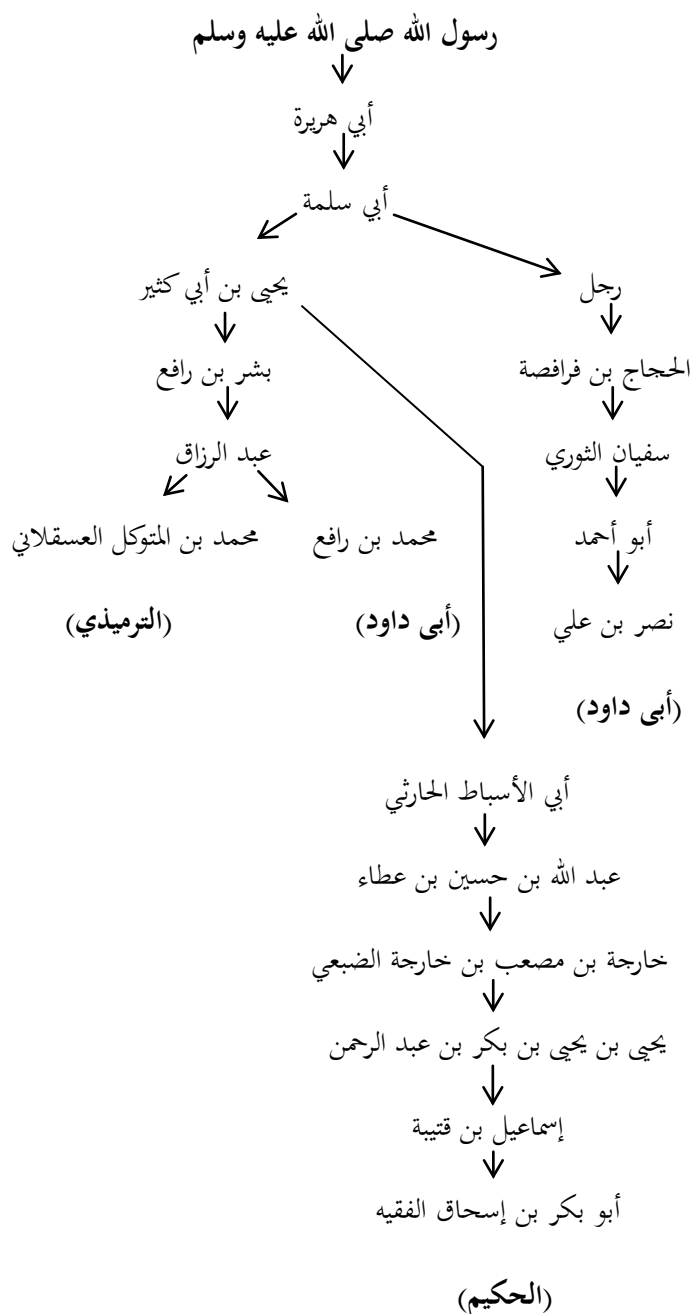 رسول الله صلى الله عليه وسلم
أبي هريرة
أبي سلمة
رجل يحيى بن أبي كثير
الحجاج بن فرافصة بشر بن رافع
سفيان الثوري عبد الرزاق
أبو أحمد محمد بن رافع محمد بن المتوكل العسقلاني
نصر بن علي (أبى داود) (الترميذي)
(أبى داود)
أبي الأسباط الحارثي
عبد الله بن حسين بن عطاء
خارجة بن مصعب بن خارجة الضبعي
يحيى بن يحيى بن بكر بن عبد الرحمن
إسماعيل بن قتيبة
أبو بكر بن إسحاق الفقيه
(الحكيم)